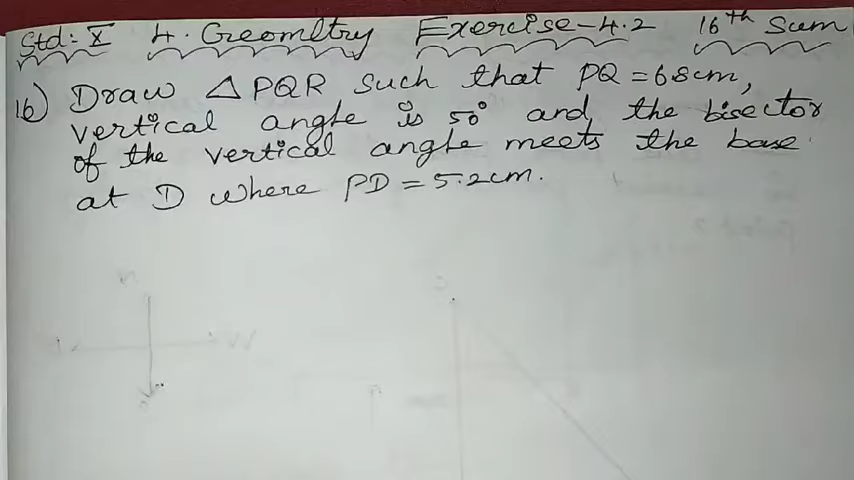 Std: X 4. Geometry Exercise-4.2 16th Sum
16) Draw △PQR such that PQ = 6.8cm,
vertical angle is 50° and the bisector
of the vertical angle meets the base
at D where PD = 5.2cm.